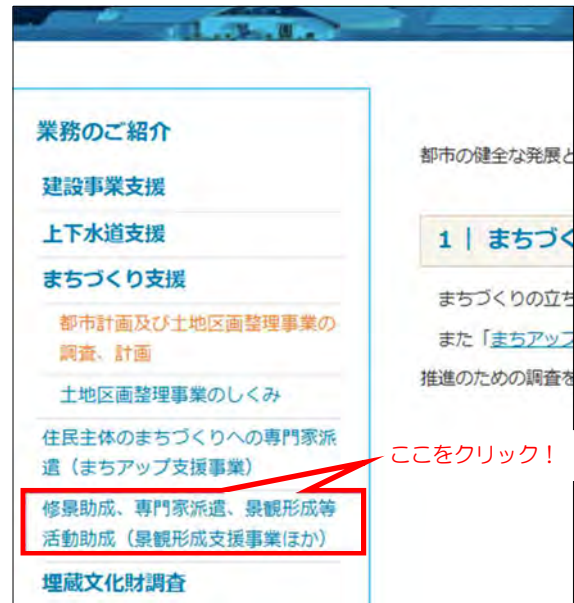 業務のご紹介
建設事業支援
上下水道支援
まちづくり支援
都市計画及び土地区画整理事業の
調査、計画
土地区画整理事業のしくみ
住民主体のまちづくりへの専門家派
遣（まちアップ支援事業）
修景助成、専門家派遣、景観形成等
活動助成（景観形成支援事業ほか）
埋蔵文化財調査
都市の健全な発展と
1｜ まちづく
まちづくりの立ち
また「まちアップ
推進のための調査を
ここをクリック！